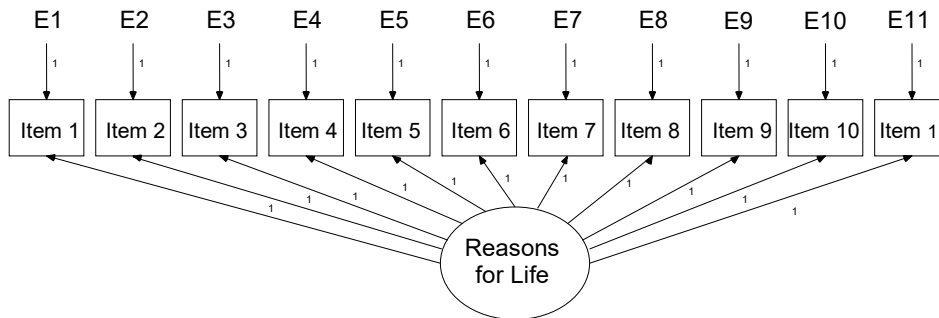 E1 E2 E3 E4 E5 E6 E7 E8 E9 E10 E11
1 1 1 1 1 1 1 1 1 1 1
Item 1 Item 2 Item 3 Item 4 Item 5 Item 6 Item 7 Item 8 Item 9 Item 10 Item 1
1 1 1 1 1 1 1 1 1 1 1
Reasons
for Life